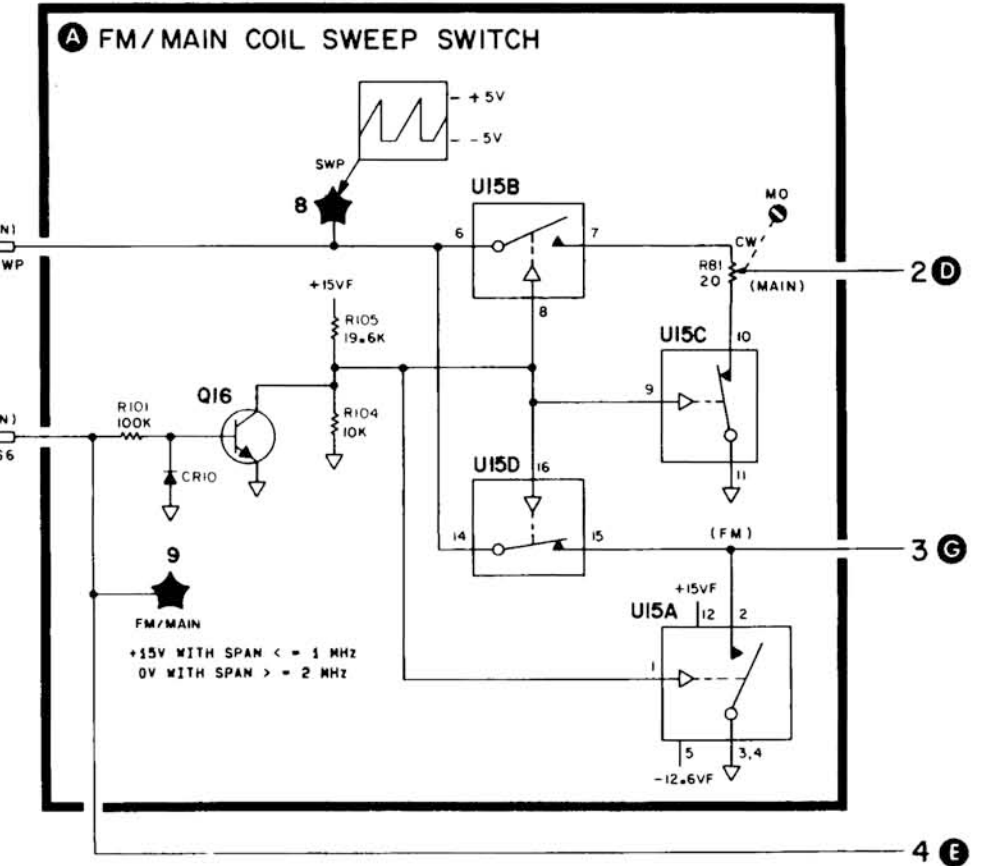 A FM/MAIN COIL SWEEP SWITCH
+5V
-5V
SWP
8
U15B
6
7
8
MO
CW
R81
20
(MAIN)
2 D
N)
WP
+15VF
R105
19.6K
U15C
10
9
11
Q16
R101
100K
R104
10K
N)
S6
CR10
U15D
16
14
15
(FM)
3 G
9
FM/MAIN
+15V WITH SPAN < = 1 MHz
0V WITH SPAN > = 2 MHz
+15VF
U15A
12
2
1
5
3,4
-12.6VF
4 E